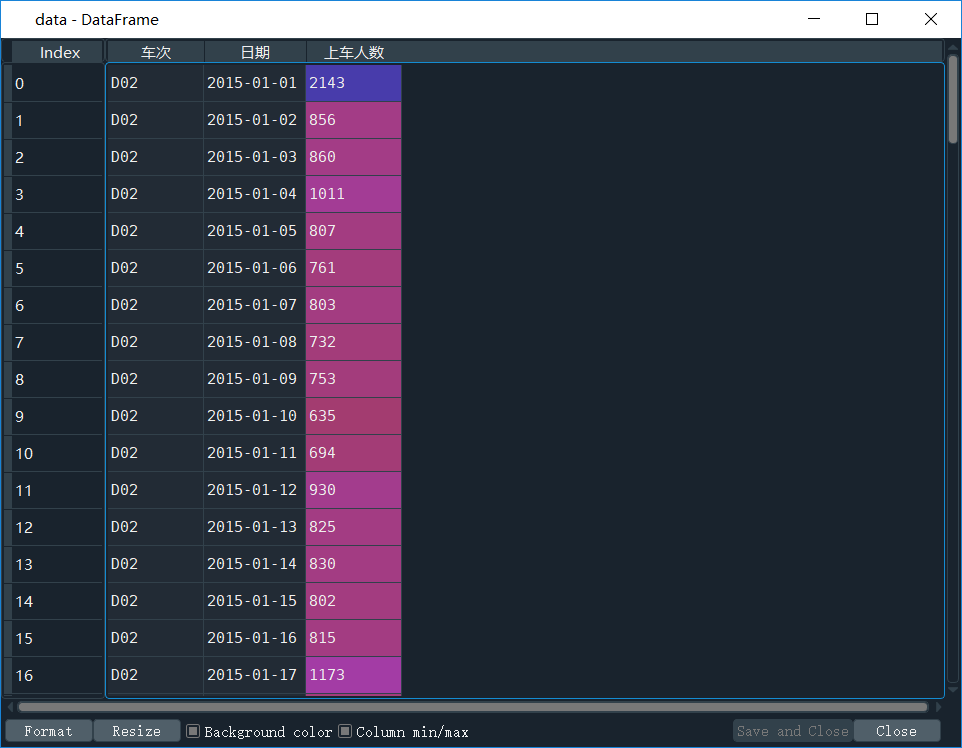 data - DataFrame
Index 车次 日期 上车人数
0 D02 2015-01-01 2143
1 D02 2015-01-02 856
2 D02 2015-01-03 860
3 D02 2015-01-04 1011
4 D02 2015-01-05 807
5 D02 2015-01-06 761
6 D02 2015-01-07 803
7 D02 2015-01-08 732
8 D02 2015-01-09 753
9 D02 2015-01-10 635
10 D02 2015-01-11 694
11 D02 2015-01-12 930
12 D02 2015-01-13 825
13 D02 2015-01-14 830
14 D02 2015-01-15 802
15 D02 2015-01-16 815
16 D02 2015-01-17 1173
Format Resize Background color Column min/max Save and Close Close